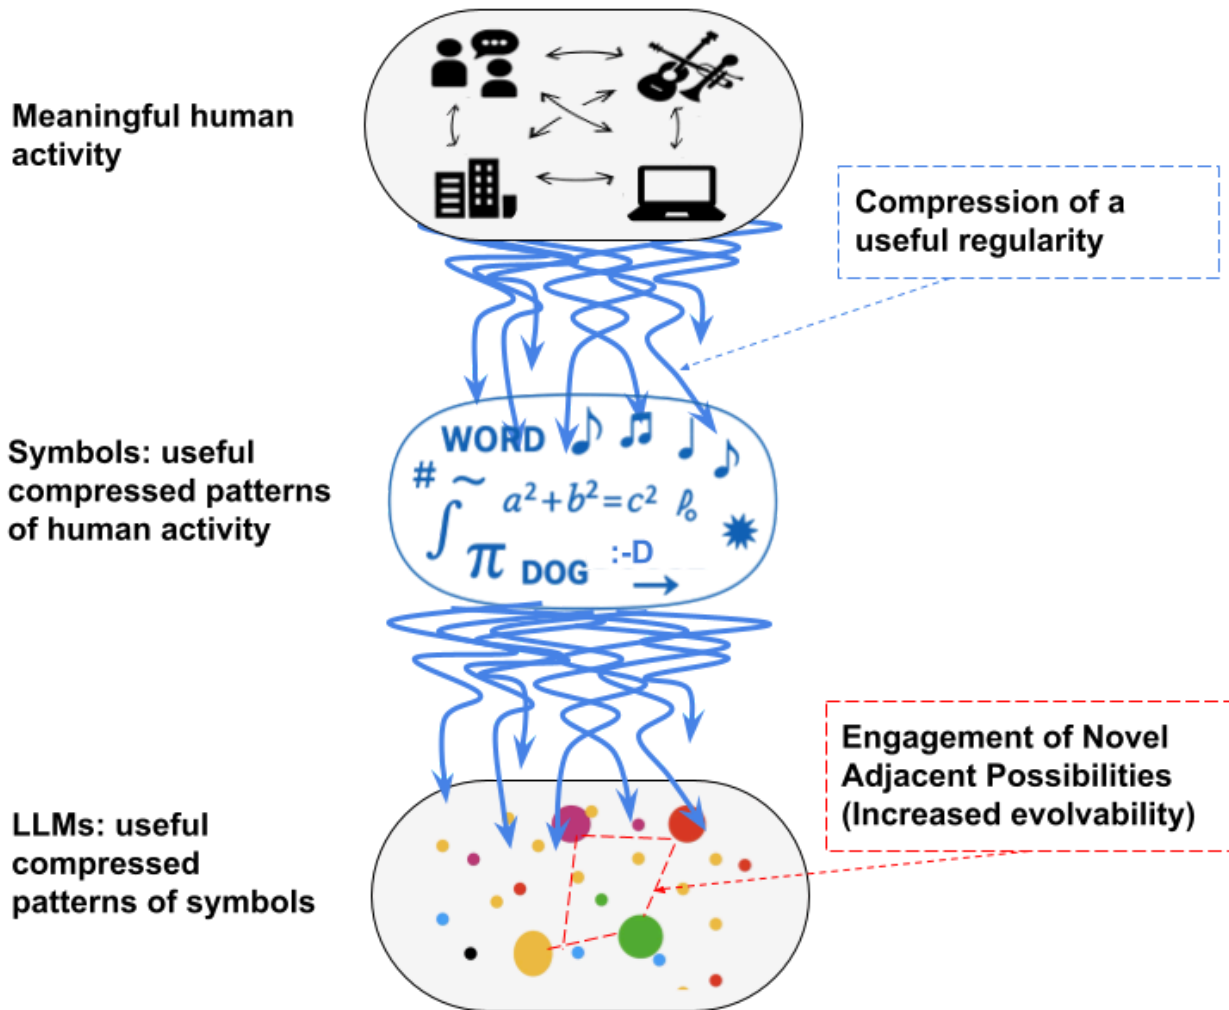 Meaningful human
activity
Compression of a
useful regularity
Symbols: useful
compressed patterns
of human activity
WORD
# ~
a² + b² = c²
∫ π DOG :-D →
Engagement of Novel
Adjacent Possibilities
(Increased evolvability)
LLMs: useful
compressed
patterns of symbols